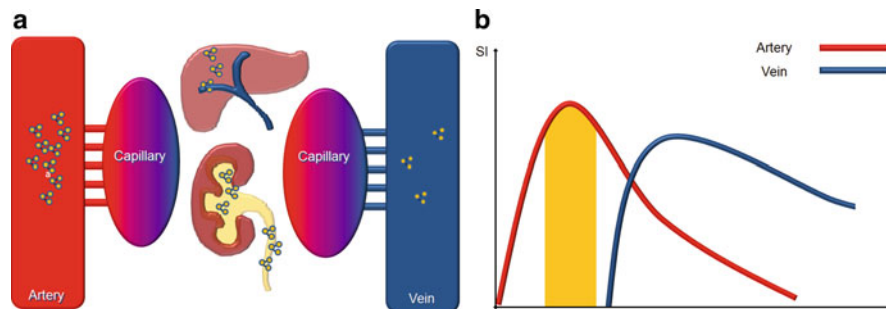 a
Capillary
Capillary
Artery
Vein
b
SI
Artery
Vein